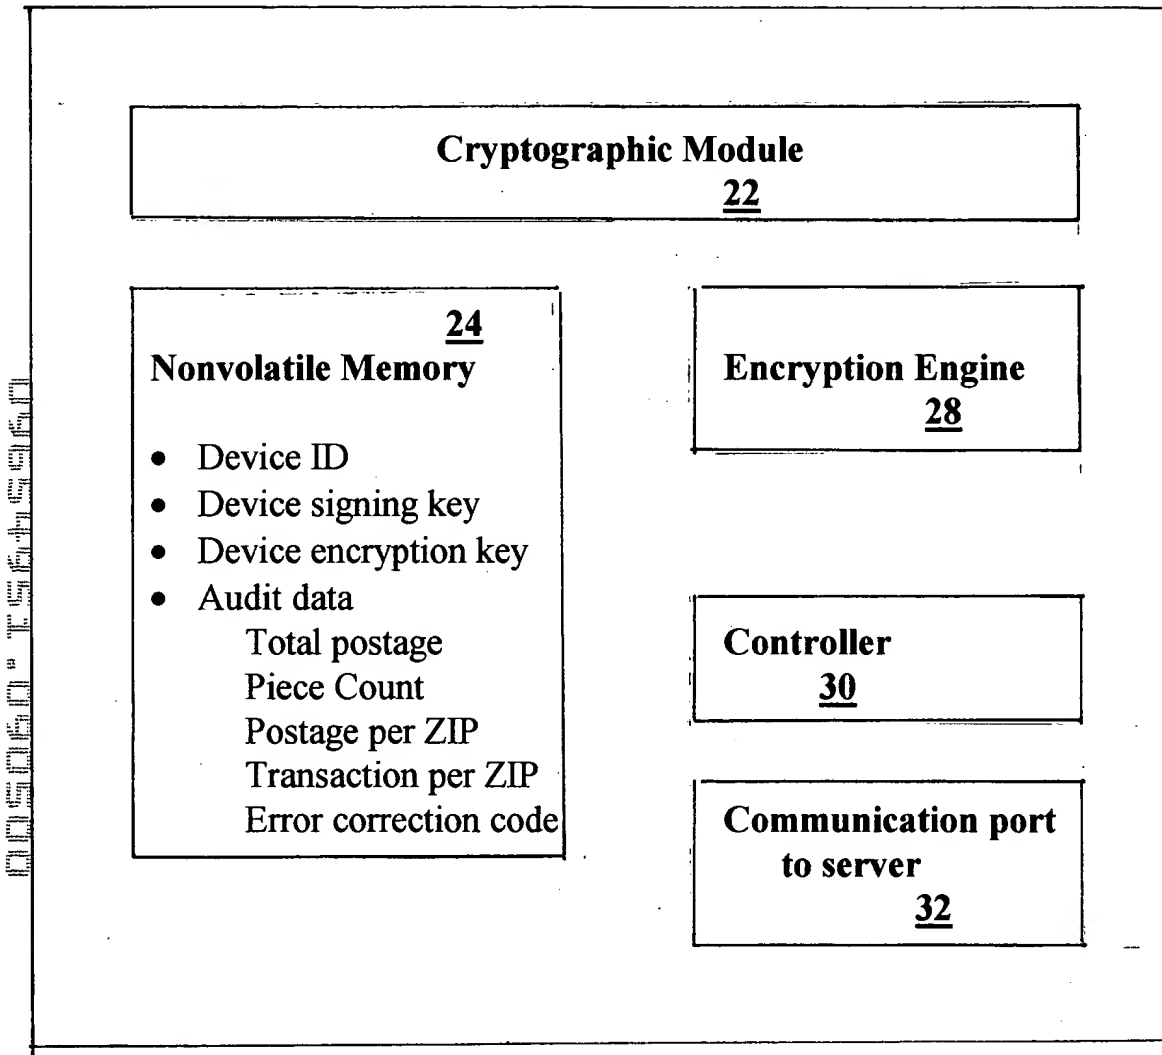 Cryptographic Module
22
24
Nonvolatile Memory
• Device ID
• Device signing key
• Device encryption key
• Audit data
Total postage
Piece Count
Postage per ZIP
Transaction per ZIP
Error correction code
Encryption Engine
28
Controller
30
Communication port
to server
32